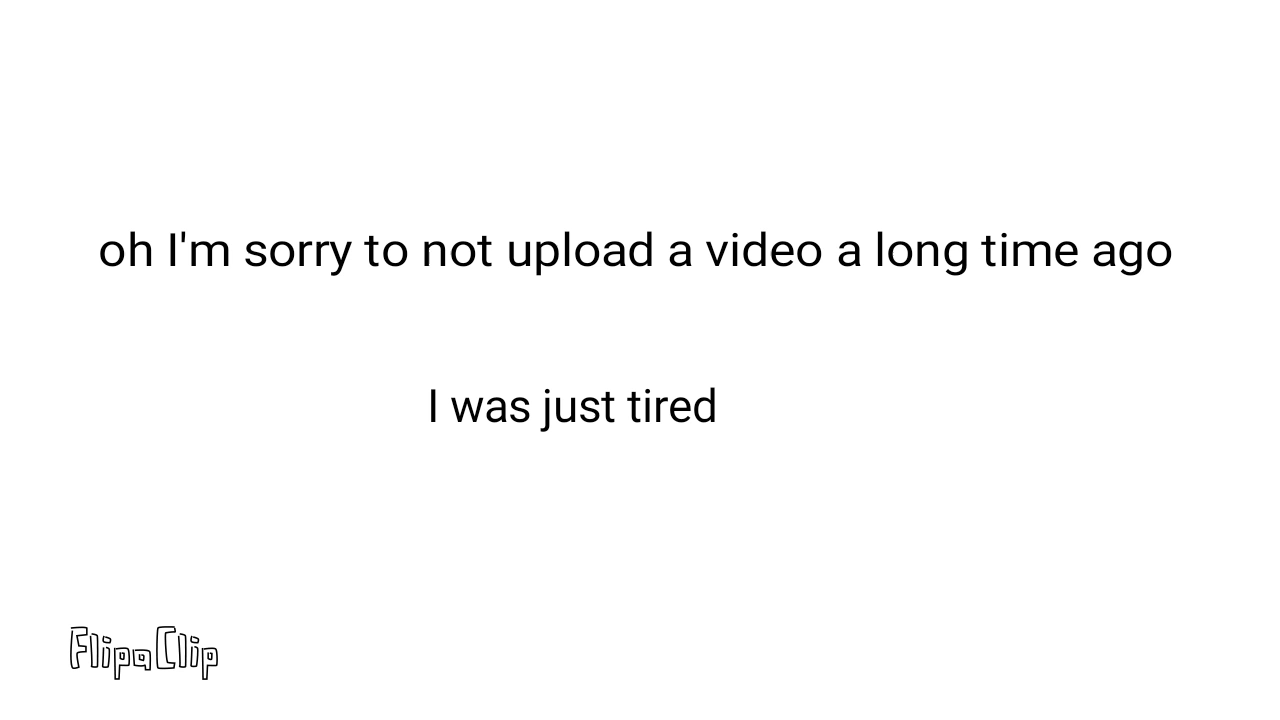 oh I'm sorry to not upload a video a long time ago
I was just tired
FlipaClip